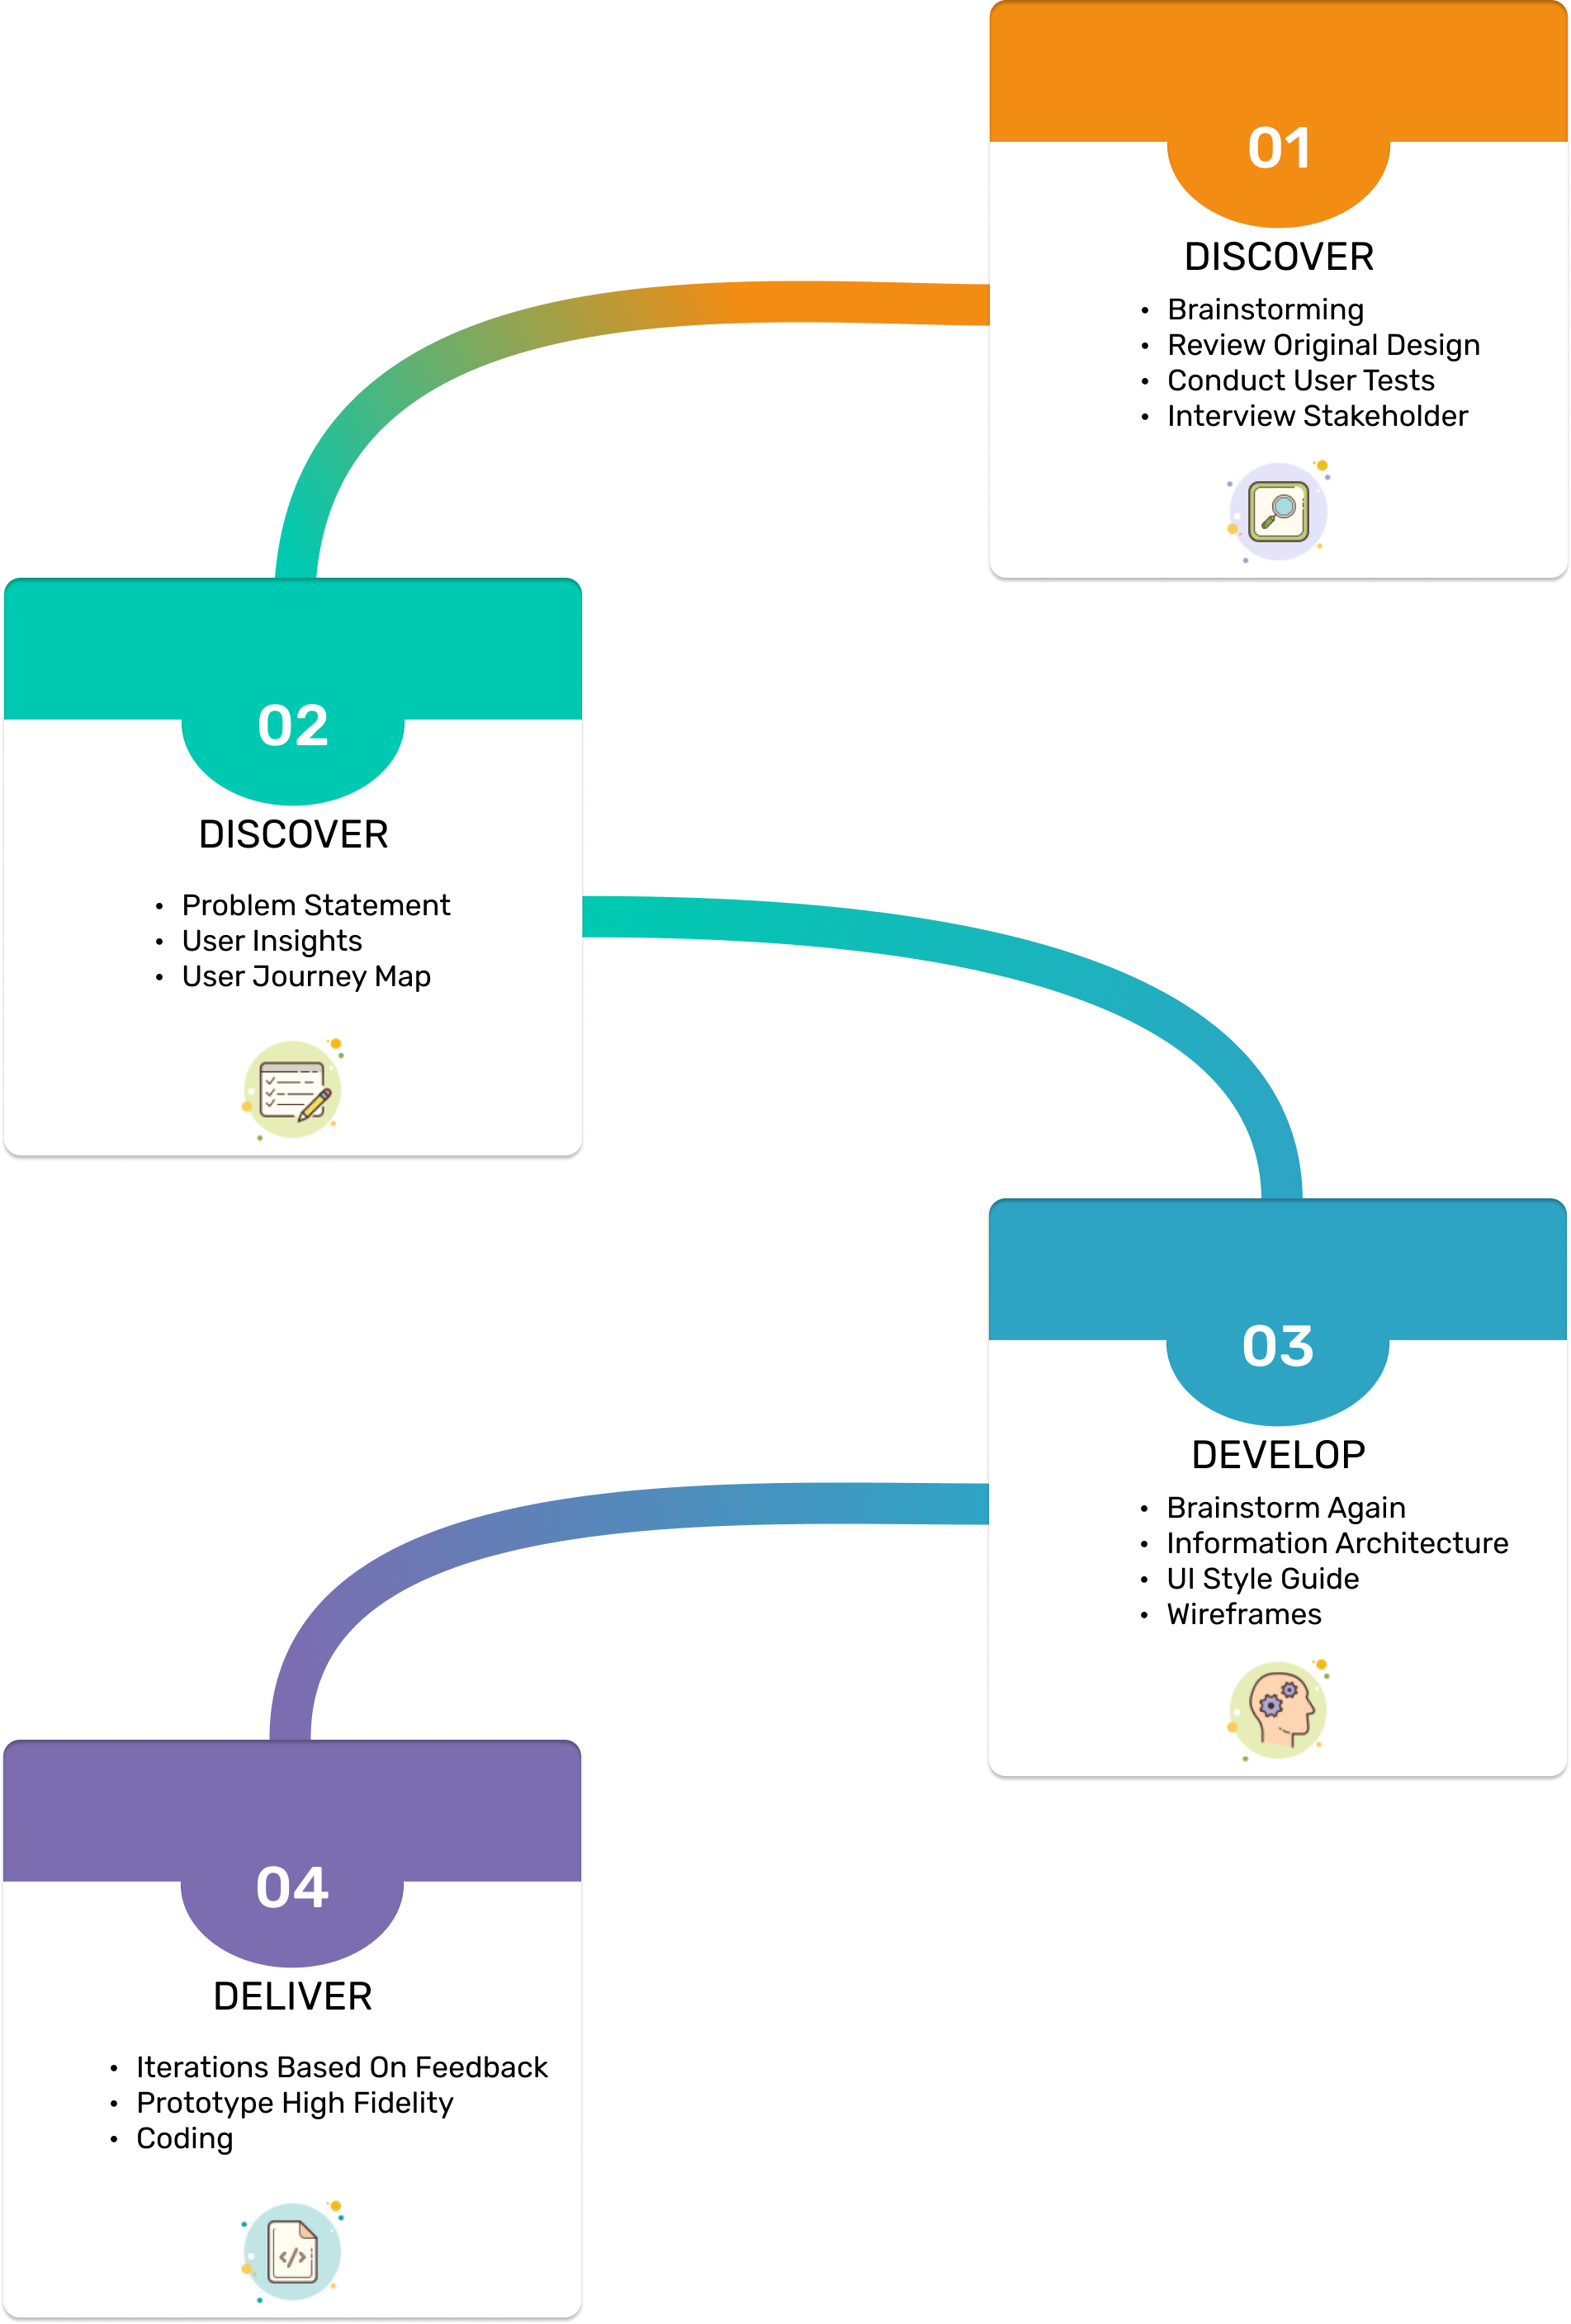 01
DISCOVER
• Brainstorming
• Review Original Design
• Conduct User Tests
• Interview Stakeholder
02
DISCOVER
• Problem Statement
• User Insights
• User Journey Map
03
DEVELOP
• Brainstorm Again
• Information Architecture
• UI Style Guide
• Wireframes
04
DELIVER
• Iterations Based On Feedback
• Prototype High Fidelity
• Coding